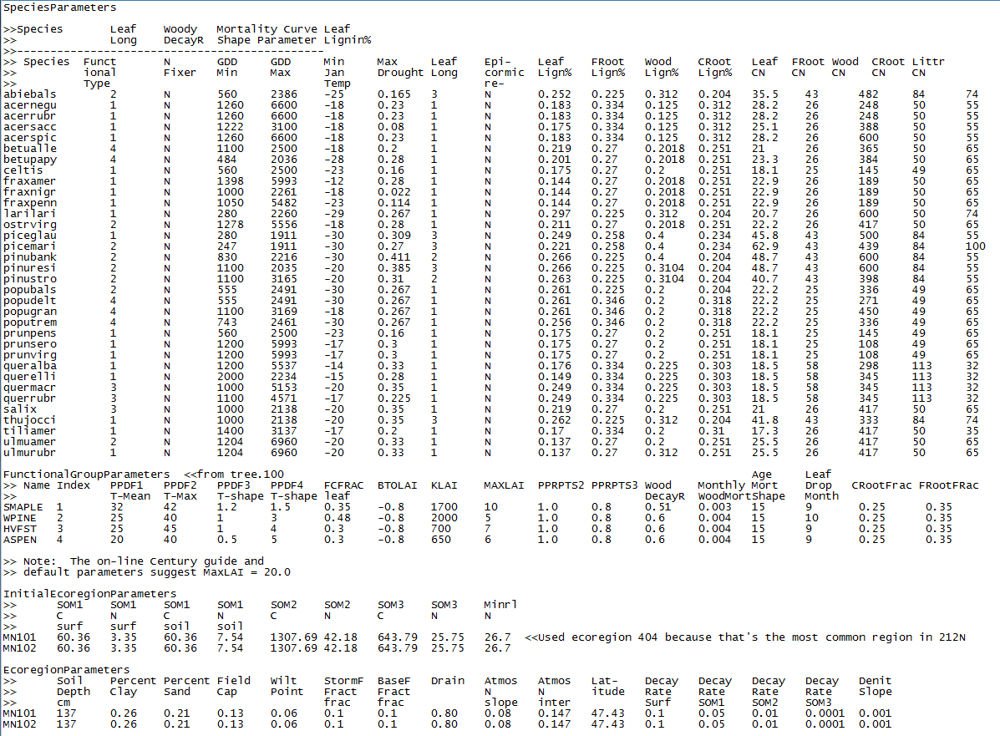 SpeciesParameters
>>Species Leaf Woody Mortality Curve Leaf
>> Long DecayR Shape Parameter Lignin%
>>----------------------------------------------
>> Species Funct N GDD GDD Min Max Leaf Epi- Leaf FRoot Wood CRoot Leaf FRoot Wood CRoot Littr
>> ional Fixer Min Max Jan Drought Long cormic Lign% Lign% Lign% Lign% CN CN CN CN CN
>> Type Temp re-
abiebals 2 N 560 2386 -25 0.165 3 N 0.252 0.225 0.312 0.204 35.5 43 482 84 74
acernegu 1 N 1260 6600 -18 0.23 1 N 0.183 0.334 0.125 0.312 28.2 26 248 50 55
acerrubr 1 N 1260 6600 -18 0.23 1 N 0.183 0.334 0.125 0.312 28.2 26 248 50 55
acersacc 1 N 1222 3100 -18 0.08 1 N 0.175 0.334 0.125 0.312 25.1 26 388 50 55
acerspic 1 N 1260 6600 -18 0.23 1 N 0.183 0.334 0.125 0.312 28.2 26 600 50 55
betualle 4 N 1100 2500 -18 0.2 1 N 0.219 0.27 0.2018 0.251 21 26 365 50 65
betupapy 4 N 484 2036 -28 0.28 1 N 0.201 0.27 0.2018 0.251 23.3 26 384 50 65
celtis 1 N 560 2500 -23 0.16 1 N 0.175 0.27 0.2 0.251 18.1 25 145 49 65
fraxamer 1 N 1398 5993 -12 0.28 1 N 0.144 0.27 0.2018 0.251 22.9 26 189 50 65
fraxnigr 1 N 1000 2261 -18 0.022 1 N 0.144 0.27 0.2018 0.251 22.9 26 189 50 65
fraxpenn 1 N 1050 5482 -23 0.114 1 N 0.144 0.27 0.2018 0.251 22.9 26 189 50 65
larilari 1 N 280 2260 -29 0.267 1 N 0.297 0.225 0.312 0.204 20.7 26 600 50 74
ostrvirg 2 N 1278 5556 -18 0.28 1 N 0.211 0.27 0.2018 0.251 22.2 26 417 50 65
piceglau 1 N 280 1911 -30 0.309 3 N 0.249 0.258 0.4 0.234 45.8 43 500 84 55
picemari 2 N 247 1911 -30 0.27 3 N 0.221 0.258 0.4 0.234 62.9 43 439 84 100
pinubank 2 N 830 2216 -30 0.411 2 N 0.266 0.225 0.4 0.204 48.7 43 600 84 55
pinuresi 2 N 1100 2035 -20 0.385 3 N 0.266 0.225 0.3104 0.204 48.7 43 600 84 55
pinustro 2 N 1100 3165 -20 0.31 2 N 0.263 0.225 0.3104 0.204 40.7 43 398 84 55
popubals 2 N 555 2491 -30 0.267 1 N 0.261 0.225 0.2 0.204 22.2 25 336 49 65
popudelt 4 N 555 2491 -30 0.267 1 N 0.261 0.346 0.2 0.318 22.2 25 271 49 65
popugran 4 N 1100 3169 -18 0.267 1 N 0.261 0.346 0.2 0.318 22.2 25 450 49 65
poputrem 4 N 743 2461 -30 0.267 1 N 0.256 0.346 0.2 0.318 22.2 25 336 49 65
prunpens 1 N 560 2500 -23 0.16 1 N 0.175 0.27 0.2 0.251 18.1 25 145 49 65
prunsero 1 N 1200 5993 -17 0.3 1 N 0.175 0.27 0.2 0.251 18.1 25 108 49 65
prunvirg 1 N 1200 5993 -17 0.3 1 N 0.175 0.27 0.2 0.251 18.1 25 108 49 65
queralba 1 N 1200 5537 -14 0.33 1 N 0.176 0.334 0.225 0.303 18.5 58 298 113 32
querelli 1 N 2000 2234 -15 0.28 1 N 0.149 0.334 0.225 0.303 18.5 58 345 113 32
quermacr 3 N 1000 5153 -20 0.35 1 N 0.249 0.334 0.225 0.303 18.5 58 345 113 32
querrubr 3 N 1100 4571 -17 0.225 1 N 0.249 0.334 0.225 0.303 18.5 58 345 113 32
salix 3 N 1000 2138 -20 0.35 1 N 0.219 0.27 0.2 0.251 21 26 417 50 65
thujocci 1 N 1000 2138 -20 0.35 3 N 0.262 0.225 0.312 0.204 41.8 43 333 84 74
tiliamer 1 N 1400 3137 -17 0.2 1 N 0.17 0.334 0.2 0.31 17.3 26 417 50 35
ulmuamer 2 N 1204 6960 -20 0.33 1 N 0.137 0.27 0.2 0.251 25.5 26 417 50 65
ulmurubr 1 N 1204 6960 -20 0.33 1 N 0.137 0.27 0.312 0.251 25.5 26 417 50 65
FunctionalGroupParameters <<from tree.100 Age Leaf
>> Name Index PPDF1 PPDF2 PPDF3 PPDF4 FCFRAC BTOLAI KLAI MAXLAI PPRPTS2 PPRPTS3 Wood Monthly Mort Drop CRootFrac FRootFRac
>> T-Mean T-Max T-shape T-shape leaf DecayR WoodMortShape Month
SMAPLE 1 32 42 1.2 1.5 0.35 -0.8 1700 10 1.0 0.8 0.51 0.003 15 9 0.25 0.35
WPINE 2 25 40 1 3 0.48 -0.8 2000 5 1.0 0.8 0.6 0.004 15 10 0.25 0.35
HVFST 3 25 45 1 4 0.3 -0.8 700 7 1.0 0.8 0.6 0.004 15 9 0.25 0.35
ASPEN 4 20 40 0.5 5 0.3 -0.8 650 6 1.0 0.8 0.6 0.004 15 9 0.25 0.35
>> Note: The on-line Century guide and
>> default parameters suggest MaxLAI = 20.0
InitialEcoregionParameters
>> SOM1 SOM1 SOM1 SOM1 SOM2 SOM2 SOM3 SOM3 Minrl
>> C N C N C N C N N
>> surf surf soil soil
MN101 60.36 3.35 60.36 7.54 1307.69 42.18 643.79 25.75 26.7 <<Used ecoregion 404 because that's the most common region in 212N
MN102 60.36 3.35 60.36 7.54 1307.69 42.18 643.79 25.75 26.7
EcoregionParameters
>> Soil Percent Percent Field Wilt StormF BaseF Drain Atmos Atmos Lat- Decay Decay Decay Decay Denit
>> Depth Clay Sand Cap Point Fract Fract N N itude Rate Rate Rate Rate Slope
>> cm frac frac slope inter Surf SOM1 SOM2 SOM3
MN101 137 0.26 0.21 0.13 0.06 0.1 0.1 0.80 0.08 0.147 47.43 0.1 0.05 0.01 0.0001 0.001
MN102 137 0.26 0.21 0.13 0.06 0.1 0.1 0.80 0.08 0.147 47.43 0.1 0.05 0.01 0.0001 0.001